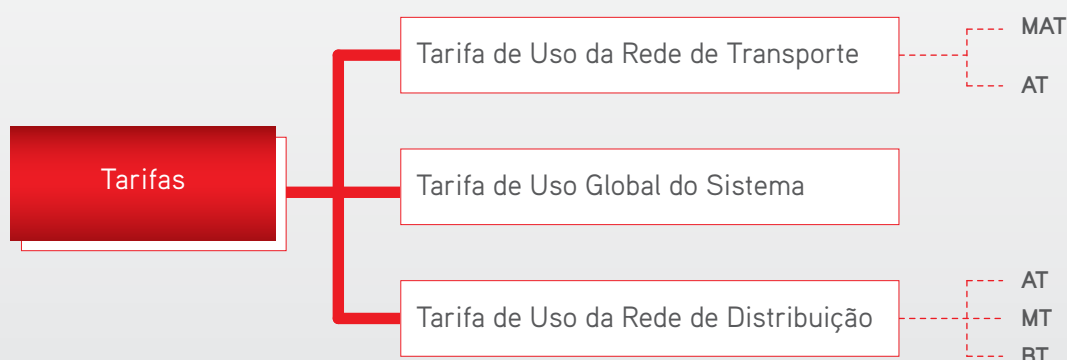 Tarifas
Tarifa de Uso da Rede de Transporte
MAT
AT
Tarifa de Uso Global do Sistema
Tarifa de Uso da Rede de Distribuição
AT
MT
BT